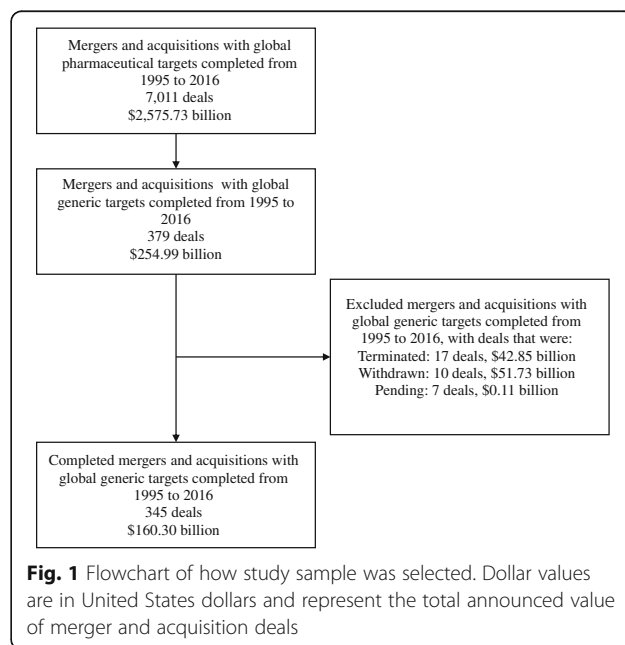 Mergers and acquisitions with global
pharmaceutical targets completed from
1995 to 2016
7,011 deals
$2,575.73 billion
Mergers and acquisitions with global
generic targets completed from 1995 to
2016
379 deals
$254.99 billion
Excluded mergers and acquisitions with
global generic targets completed from
1995 to 2016, with deals that were:
Terminated: 17 deals, $42.85 billion
Withdrawn: 10 deals, $51.73 billion
Pending: 7 deals, $0.11 billion
Completed mergers and acquisitions with
global generic targets completed from
1995 to 2016
345 deals
$160.30 billion
Fig. 1 Flowchart of how study sample was selected. Dollar values
are in United States dollars and represent the total announced value
of merger and acquisition deals